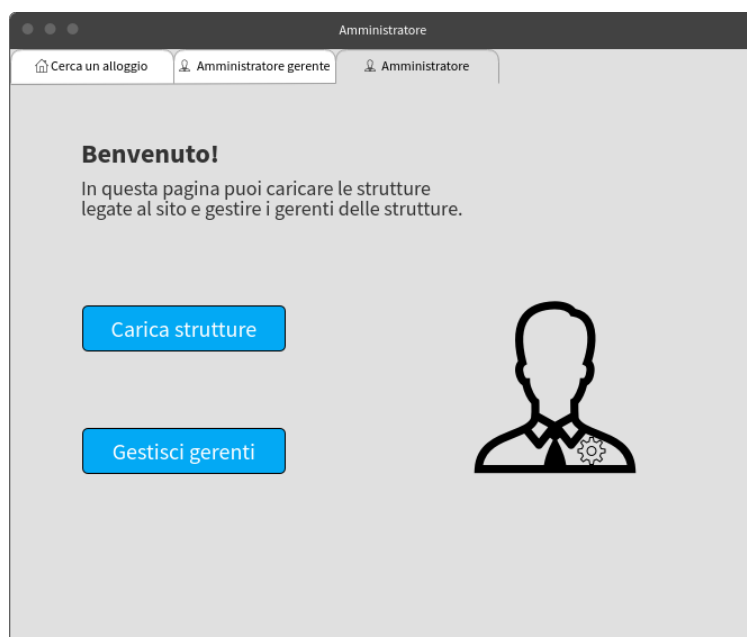 Amministratore
Cerca un alloggio
Amministratore gerente
Amministratore
Benvenuto!
In questa pagina puoi caricare le strutture
legate al sito e gestire i gerenti delle strutture.
Carica strutture
Gestisci gerenti